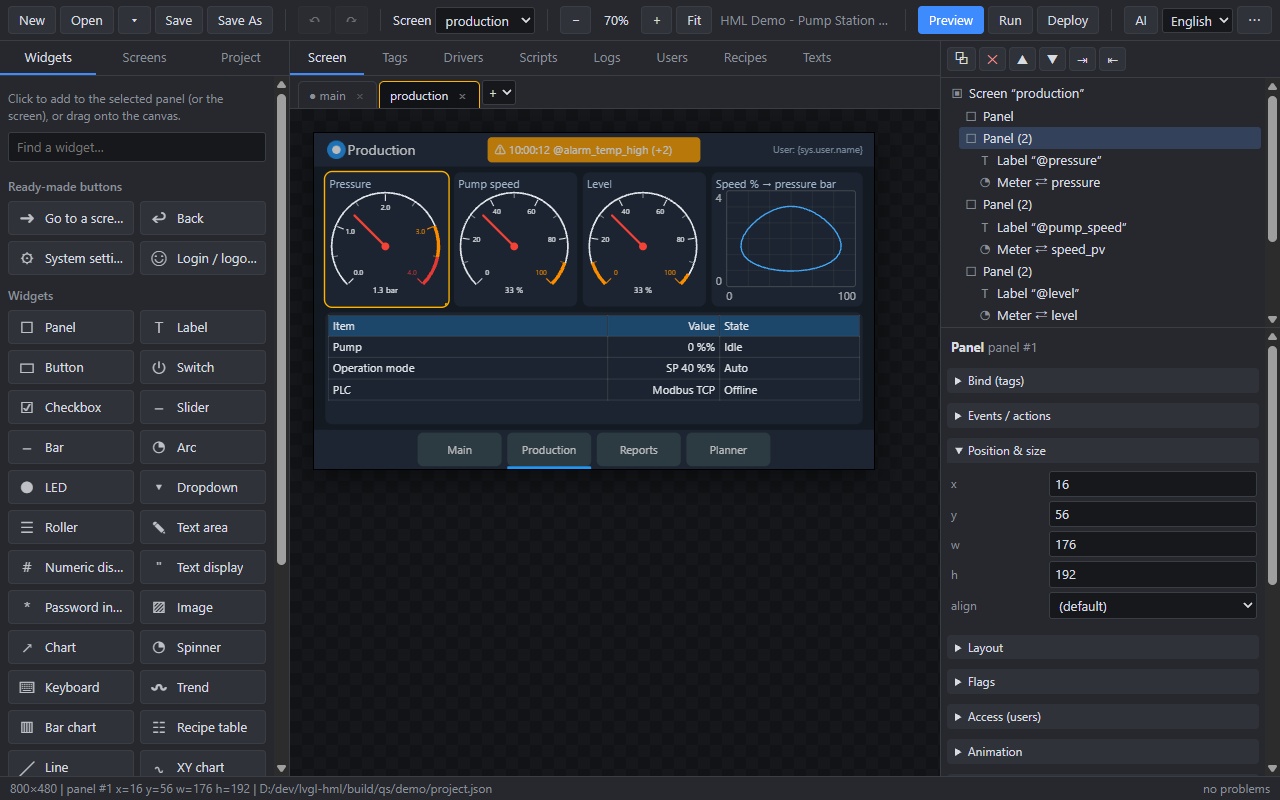 New Open Save Save As Screen production − 70% + Fit HML Demo - Pump Station ... Preview Run Deploy AI English ...
Widgets Screens Project
Screen Tags Drivers Scripts Logs Users Recipes Texts
main × production × +
Click to add to the selected panel (or the
screen), or drag onto the canvas.
Find a widget...
Ready-made buttons
Go to a scre... Back
System setti... Login / logo...
Widgets
Panel T Label
Button Switch
Checkbox Slider
Bar Arc
LED Dropdown
Roller Text area
# Numeric dis... " Text display
* Password in... Image
Chart Spinner
Keyboard Trend
Bar chart Recipe table
Line XY chart
Production
10:00:12 @alarm_temp_high (+2)
User: {sys.user.name}
Pressure
0.0 1.0 2.0 3.0 4.0
1.3 bar
Pump speed
0 20 40 60 80 100
33 %
Level
0 20 40 60 80 100
33 %
Speed % → pressure bar
4
0
0 100
Item Value State
Pump 0 %% Idle
Operation mode SP 40 %% Auto
PLC Modbus TCP Offline
Main Production Reports Planner
Screen “production”
Panel
Panel (2)
T Label “@pressure”
Meter ⇄ pressure
Panel (2)
T Label “@pump_speed”
Meter ⇄ speed_pv
Panel (2)
T Label “@level”
Meter ⇄ level
Panel panel #1
Bind (tags)
Events / actions
Position & size
x 16
y 56
w 176
h 192
align (default)
Layout
Flags
Access (users)
Animation
800×480 | panel #1 x=16 y=56 w=176 h=192 | D:/dev/lvgl-hml/build/qs/demo/project.json
no problems